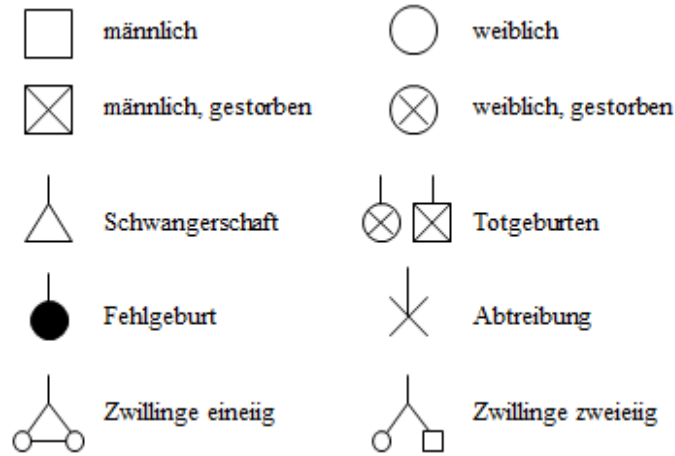 männlich
weiblich
männlich, gestorben
weiblich, gestorben
Schwangerschaft
Totgeburten
Fehlgeburt
Abtreibung
Zwillinge eineiig
Zwillinge zweieiig